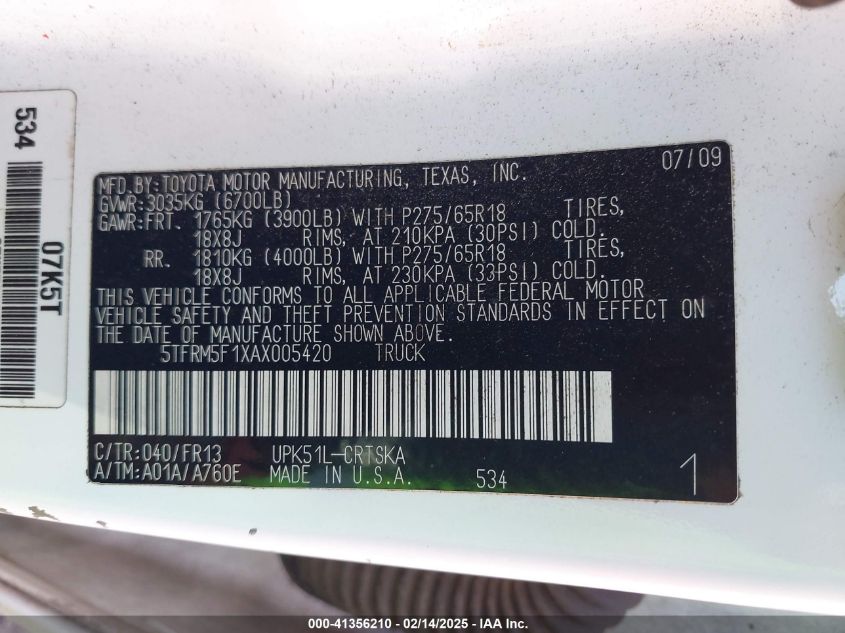 534
07K5T
07/09
MFD.BY:TOYOTA MOTOR MANUFACTURING, TEXAS, INC.
GVWR:3035KG (6700LB)
GAWR:FRT. 1765KG (3900LB) WITH P275/65R18 TIRES,
18X8J RIMS, AT 210KPA (30PSI) COLD.
RR. 1810KG (4000LB) WITH P275/65R18 TIRES,
18X8J RIMS, AT 230KPA (33PSI) COLD.
THIS VEHICLE CONFORMS TO ALL APPLICABLE FEDERAL MOTOR
VEHICLE SAFETY AND THEFT PREVENTION STANDARDS IN EFFECT ON
THE DATE OF MANUFACTURE SHOWN ABOVE.
5TFRM5F1XAX005420 TRUCK
C/TR:040/FR13 UPK51L-CRTSKA
A/TM:A01A/A760E MADE IN U.S.A. 534 1
000-41356210 - 02/14/2025 - IAA Inc.